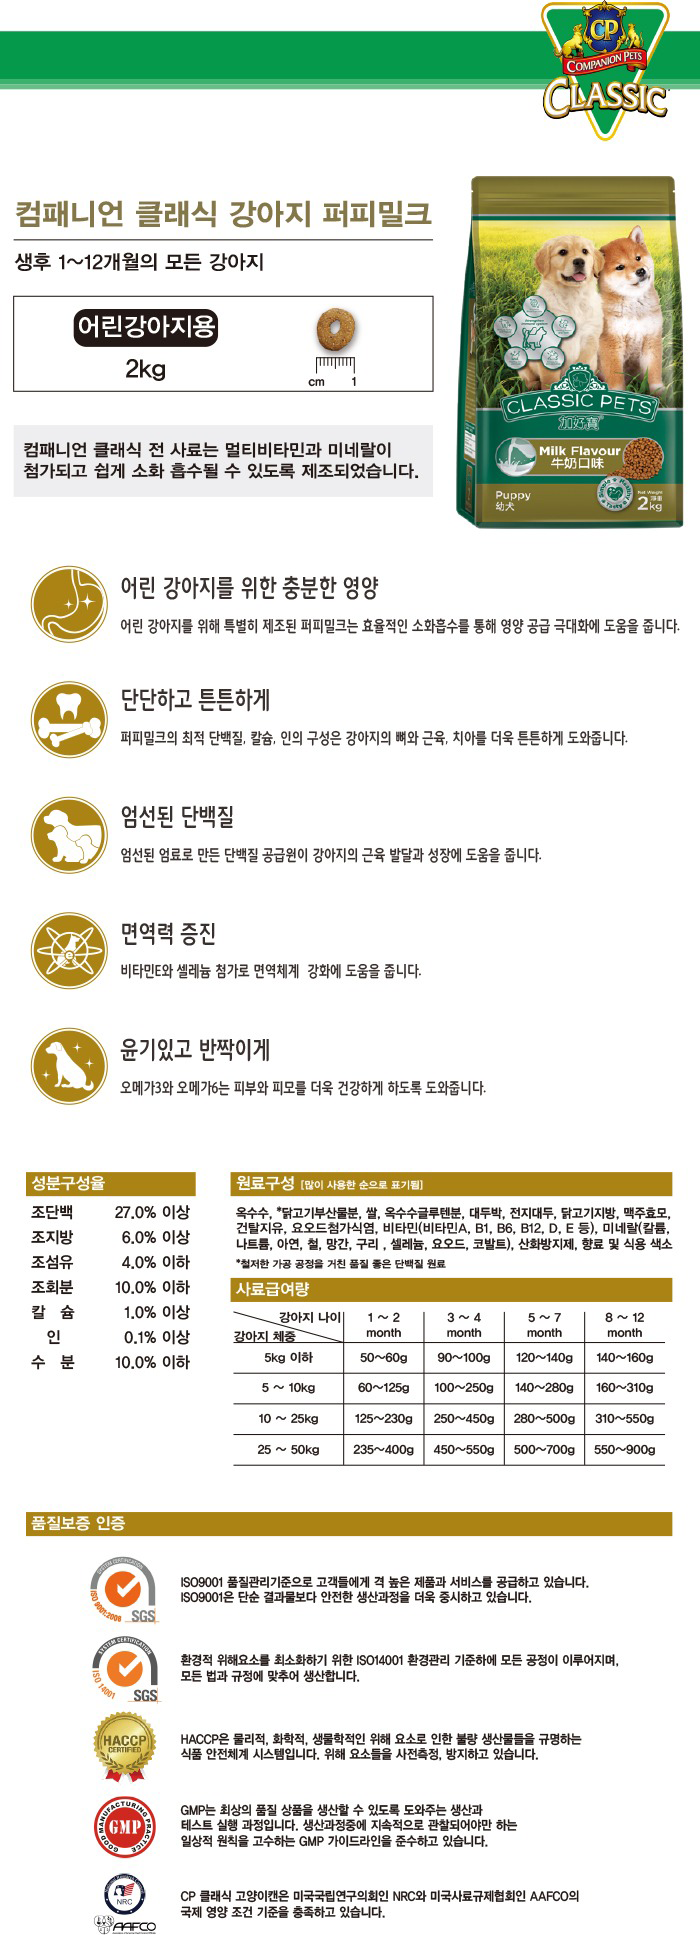 CP
COMPANION PETS
CLASSIC
컴패니언 클래식 강아지 퍼피밀크
생후 1~12개월의 모든 강아지
어린강아지용
2kg
cm 1
컴패니언 클래식 전 사료는 멀티비타민과 미네랄이
첨가되고 쉽게 소화 흡수될 수 있도록 제조되었습니다.
CLASSIC PETS
加好寶
Milk Flavour
牛奶口味
Puppy
幼犬
Net Weight
2kg
어린 강아지를 위한 충분한 영양
어린 강아지를 위해 특별히 제조된 퍼피밀크는 효율적인 소화흡수를 통해 영양 공급 극대화에 도움을 줍니다.
단단하고 튼튼하게
퍼피밀크의 최적 단백질, 칼슘, 인의 구성은 강아지의 뼈와 근육, 치아를 더욱 튼튼하게 도와줍니다.
엄선된 단백질
엄선된 엄료로 만든 단백질 공급원이 강아지의 근육 발달과 성장에 도움을 줍니다.
면역력 증진
비타민E와 셀레늄 첨가로 면역체계 강화에 도움을 줍니다.
윤기있고 반짝이게
오메가3와 오메가6는 피부와 피모를 더욱 건강하게 하도록 도와줍니다.
성분구성율
조단백 27.0% 이상
조지방 6.0% 이상
조섬유 4.0% 이하
조회분 10.0% 이하
칼 슘 1.0% 이상
인 0.1% 이상
수 분 10.0% 이하
원료구성 [많이 사용한 순으로 표기됨]
옥수수, *닭고기부산물분, 쌀, 옥수수글루텐분, 대두박, 전지대두, 닭고기지방, 맥주효모,
건탈지유, 요오드첨가식염, 비타민(비타민A, B1, B6, B12, D, E 등), 미네랄(칼륨,
나트륨, 아연, 철, 망간, 구리 , 셀레늄, 요오드, 코발트), 산화방지제, 향료 및 식용 색소
*철저한 가공 공정을 거친 품질 좋은 단백질 원료
사료급여량
강아지 나이 1 ~ 2 3 ~ 4 5 ~ 7 8 ~ 12
강아지 체중 month month month month
5kg 이하 50~60g 90~100g 120~140g 140~160g
5 ~ 10kg 60~125g 100~250g 140~280g 160~310g
10 ~ 25kg 125~230g 250~450g 280~500g 310~550g
25 ~ 50kg 235~400g 450~550g 500~700g 550~900g
품질보증 인증
SYSTEM CERTIFICATION
ISO 9001:2008
SGS
ISO9001 품질관리기준으로 고객들에게 격 높은 제품과 서비스를 공급하고 있습니다.
ISO9001은 단순 결과물보다 안전한 생산과정을 더욱 중시하고 있습니다.
SYSTEM CERTIFICATION
ISO 14001
SGS
환경적 위해요소를 최소화하기 위한 ISO14001 환경관리 기준하에 모든 공정이 이루어지며,
모든 법과 규정에 맞추어 생산합니다.
HACCP
CERTIFIED
HACCP은 물리적, 화학적, 생물학적인 위해 요소로 인한 불량 생산물들을 규명하는
식품 안전체계 시스템입니다. 위해 요소들을 사전측정, 방지하고 있습니다.
GOOD MANUFACTURING PRACTICE
GMP
GMP는 최상의 품질 상품을 생산할 수 있도록 도와주는 생산과
테스트 실행 과정입니다. 생산과정중에 지속적으로 관찰되어야만 하는
일상적 원칙을 고수하는 GMP 가이드라인을 준수하고 있습니다.
NRC
AAFCO
CP 클래식 고양이캔은 미국국립연구의회인 NRC와 미국사료규제협회인 AAFCO의
국제 영양 조건 기준을 충족하고 있습니다.